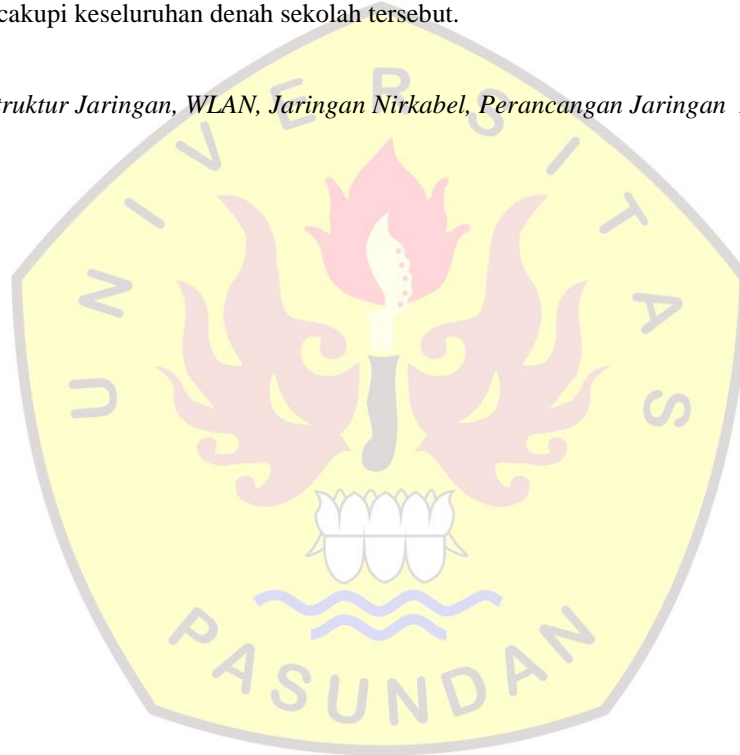 cakupi keseluruhan denah sekolah tersebut.
truktur Jaringan, WLAN, Jaringan Nirkabel, Perancangan Jaringan
UNIVERSITAS
PASUNDAN